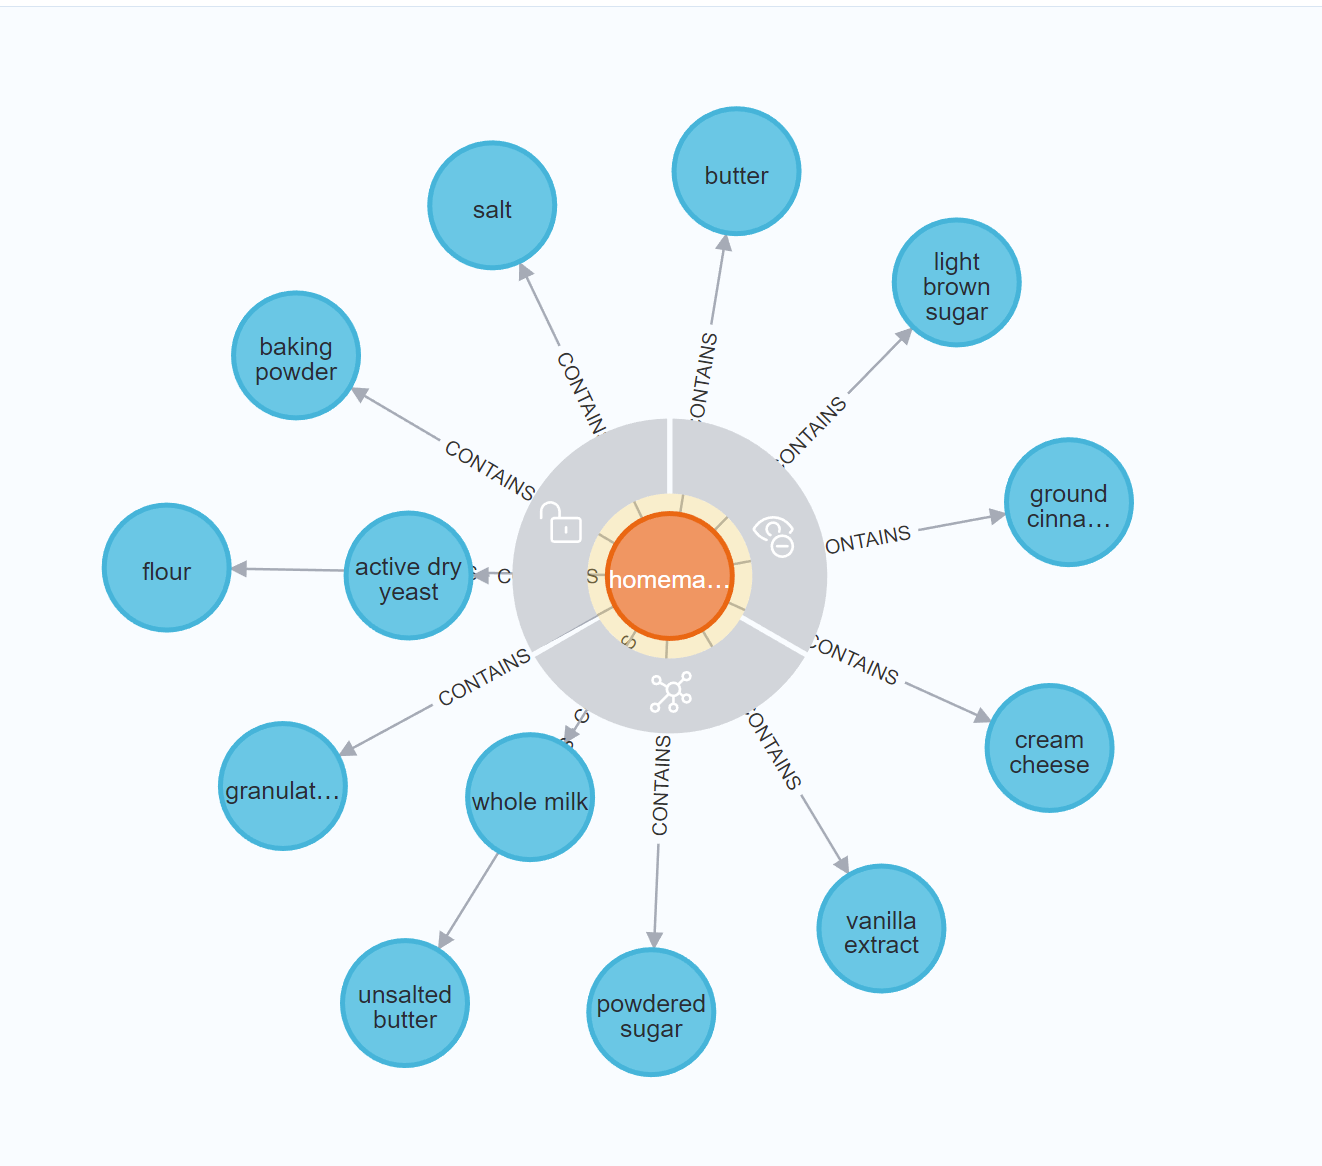 butter
salt
light
brown
sugar
baking
powder
CONTAINS
CONTAIN
CONTAINS
ONTAINS
ground
cinna…
CONTAINS
ONTAINS
flour
active dry
yeast
C
S
homema…
S
CONTAINS
CONTAINS
granulat…
C
whole milk
CONTAINS
CONTAINS
cream
cheese
vanilla
extract
unsalted
butter
powdered
sugar